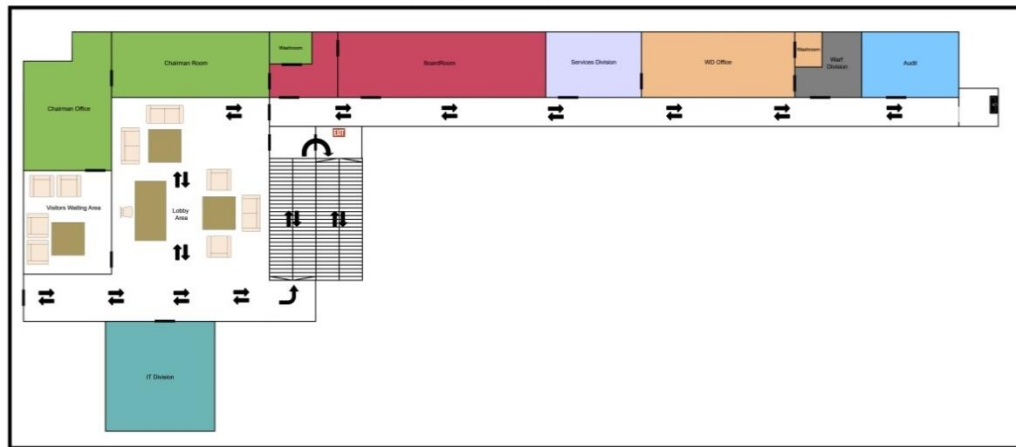 Washroom
Chairman Room
BoardRoom
Services Division
WD Office
Washroom
Warf
Division
Audit
Chairman Office
EXIT
Visitors Waiting Area
Lobby
Area
IT Division